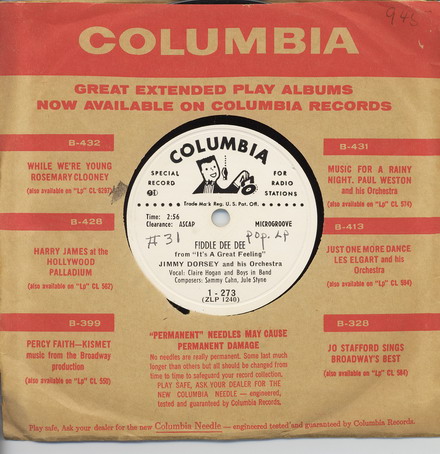 945
COLUMBIA
GREAT EXTENDED PLAY ALBUMS
NOW AVAILABLE ON COLUMBIA RECORDS
B-432
WHILE WE'RE YOUNG
ROSEMARY CLOONEY
(also available on "Lp" CL 6297)
B-428
HARRY JAMES at the
HOLLYWOOD
PALLADIUM
(also available on "Lp" CL 562)
B-399
PERCY FAITH—KISMET
music from the Broadway
production
(also available on "Lp" CL 550)
B-431
MUSIC FOR A RAINY
NIGHT. PAUL WESTON
and his Orchestra
(also available on "Lp" CL 574)
B-413
JUST ONE MORE DANCE
LES ELGART and his
Orchestra
(also available on "Lp" CL 594)
B-328
JO STAFFORD SINGS
BROADWAY'S BEST
(also available on "Lp" CL 584)
COLUMBIA
SPECIAL
RECORD
FOR
RADIO
STATIONS
Trade Mark Reg. U. S. Pat. Off.
Time: 2:56
Clearance: ASCAP
MICROGROOVE
#31
POP. LP
FIDDLE DEE DEE
from "It's A Great Feeling"
JIMMY DORSEY and his Orchestra
Vocal: Claire Hogan and Boys in Band
Composers: Sammy Cahn, Jule Styne
1 - 273
(ZLP 1240)
"PERMANENT" NEEDLES MAY CAUSE
PERMANENT DAMAGE
No needles are really permanent. Some last much
longer than others but all should be changed from
time to time to safeguard your record collection,
PLAY SAFE, ASK YOUR DEALER FOR THE
NEW COLUMBIA NEEDLE — engineered,
tested and guaranteed by Columbia Records.
Play safe, Ask your dealer for the new Columbia Needle — engineered tested and guaranteed by Columbia Records.